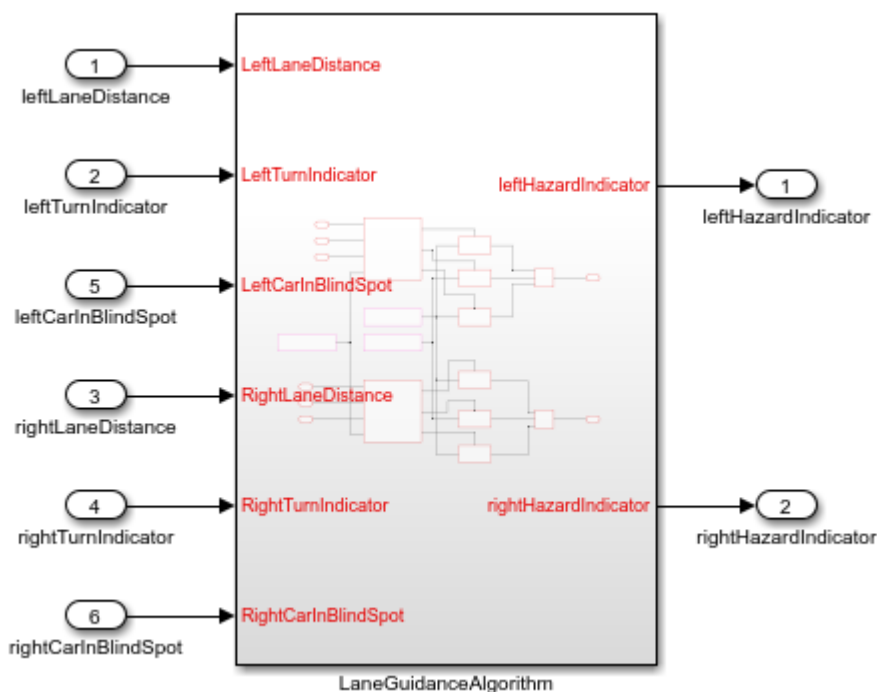 1
leftLaneDistance
2
leftTurnIndicator
5
leftCarInBlindSpot
3
rightLaneDistance
4
rightTurnIndicator
6
rightCarInBlindSpot
LeftLaneDistance
LeftTurnIndicator
LeftCarInBlindSpot
RightLaneDistance
RightTurnIndicator
RightCarInBlindSpot
leftHazardIndicator
rightHazardIndicator
1
leftHazardIndicator
2
rightHazardIndicator
LaneGuidanceAlgorithm